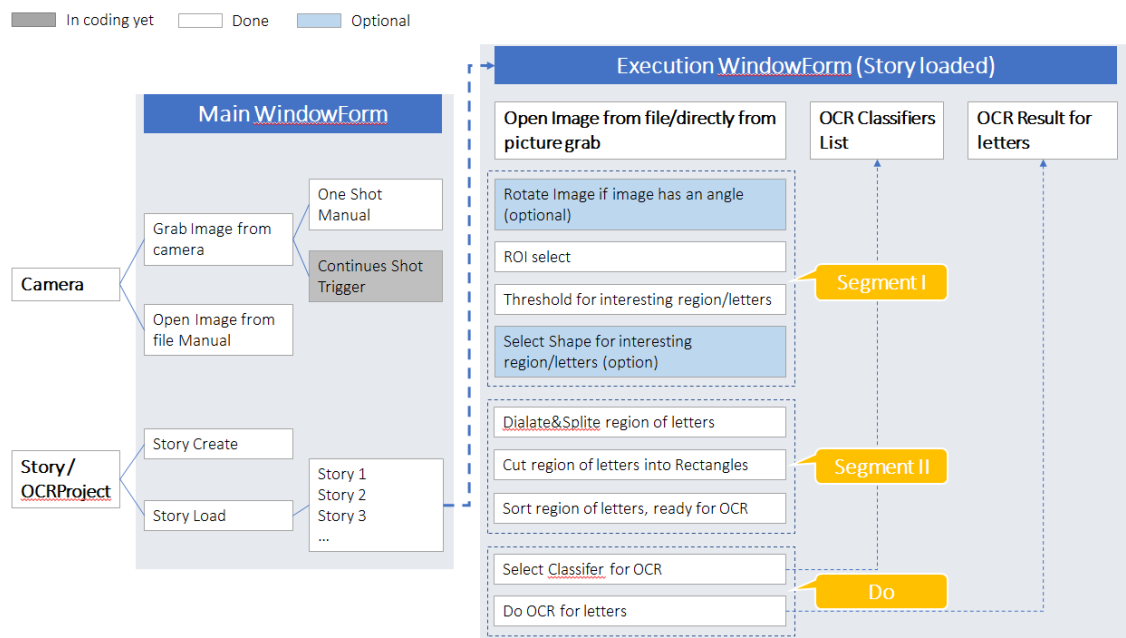 In coding yet
Done
Optional
Main WindowForm
Camera
Grab Image from
camera
One Shot
Manual
Continues Shot
Trigger
Open Image from
file Manual
Story/
OCRProject
Story Create
Story Load
Story 1
Story 2
Story 3
...
Execution WindowForm (Story loaded)
Open Image from file/directly from
picture grab
OCR Classifiers
List
OCR Result for
letters
Rotate Image if image has an angle
(optional)
ROI select
Threshold for interesting region/letters
Select Shape for interesting
region/letters (option)
Segment I
Dialate&Splite region of letters
Cut region of letters into Rectangles
Sort region of letters, ready for OCR
Segment II
Select Classifer for OCR
Do OCR for letters
Do